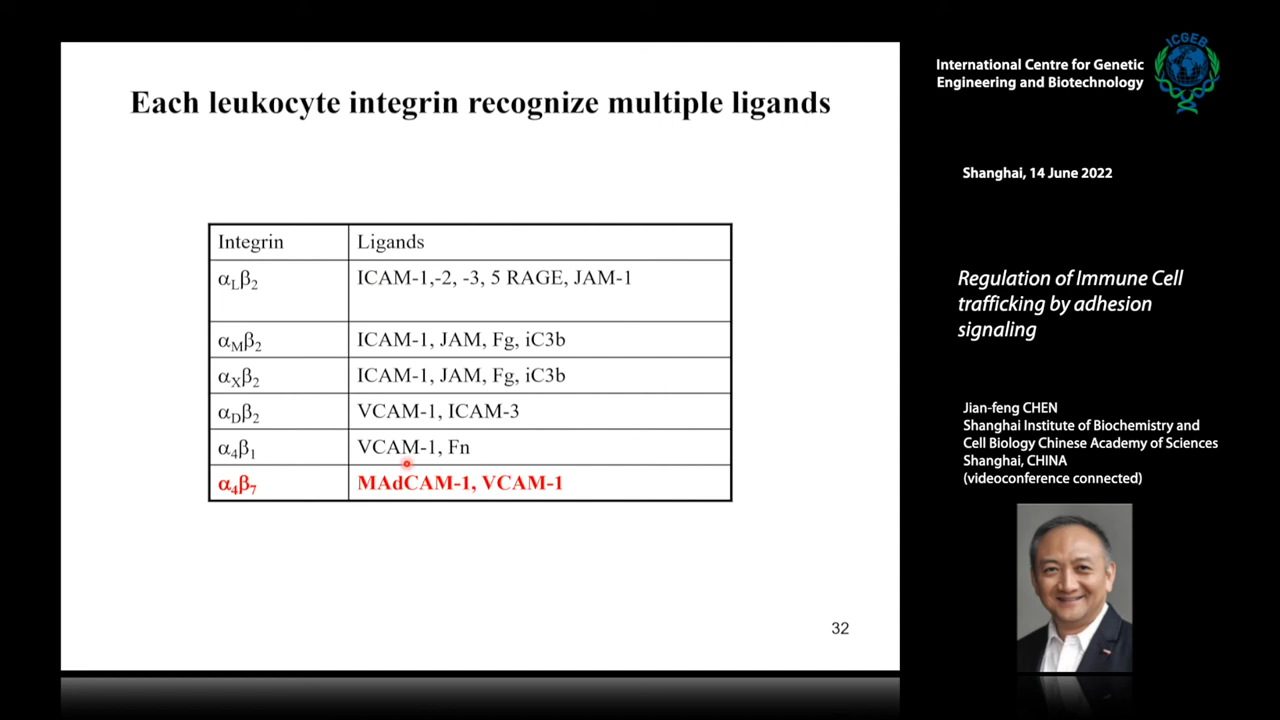 Each leukocyte integrin recognize multiple ligands
Integrin Ligands
αLβ2 ICAM-1,-2, -3, 5 RAGE, JAM-1
αMβ2 ICAM-1, JAM, Fg, iC3b
αXβ2 ICAM-1, JAM, Fg, iC3b
αDβ2 VCAM-1, ICAM-3
α4β1 VCAM-1, Fn
α4β7 MAdCAM-1, VCAM-1
32
International Centre for Genetic
Engineering and Biotechnology
ICGEB
Shanghai, 14 June 2022
Regulation of Immune Cell
trafficking by adhesion
signaling
Jian-feng CHEN
Shanghai Institute of Biochemistry and
Cell Biology Chinese Academy of Sciences
Shanghai, CHINA
(videoconference connected)